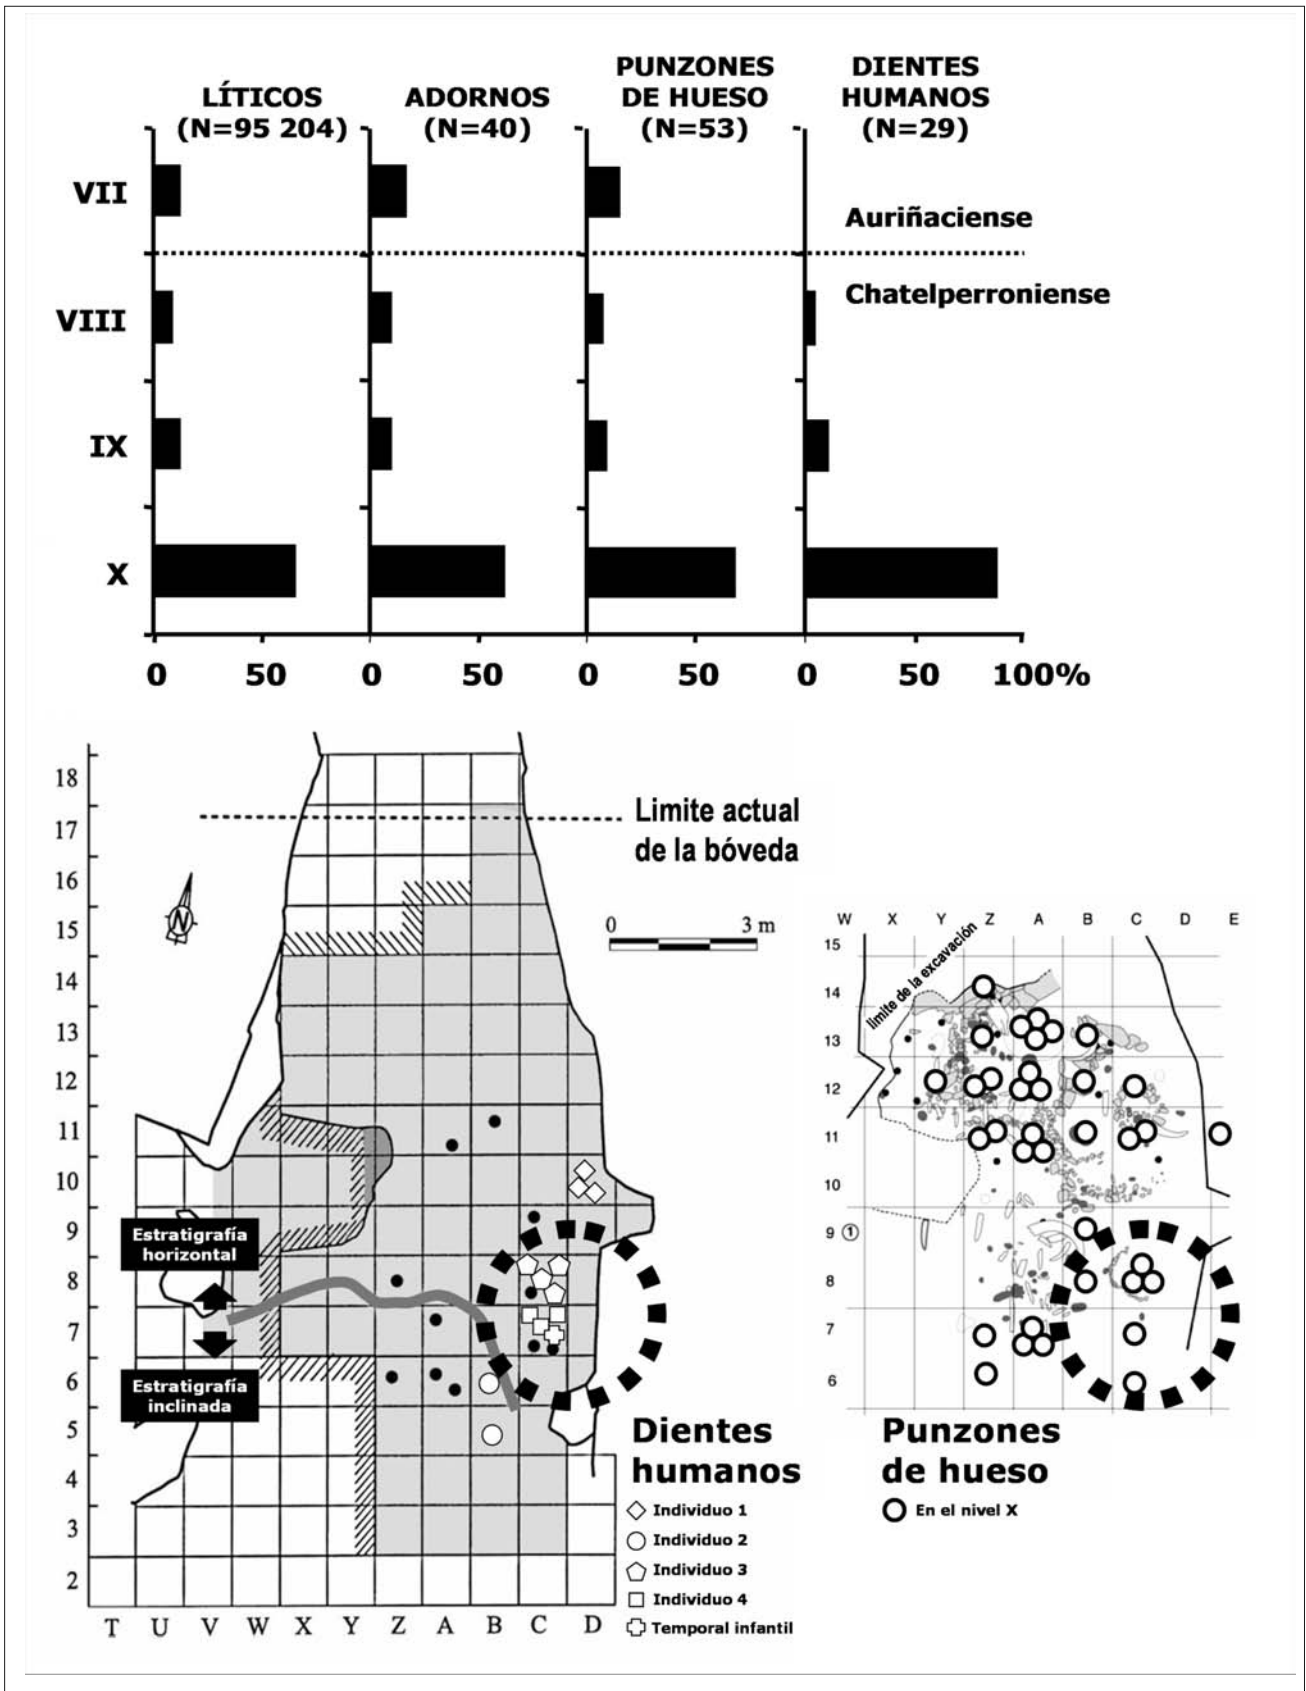 LÍTICOS
(N=95 204)
ADORNOS
(N=40)
PUNZONES
DE HUESO
(N=53)
DIENTES
HUMANOS
(N=29)
VII
Auriñaciense
Chatelperroniense
VIII
IX
X
0 50 0 50 0 50 0 50 100%
18
17
16
15
14
13
12
11
10
9
8
7
6
5
4
3
2
T U V W X Y Z A B C D
Limite actual
de la bóveda
N
0 3 m
Estratigrafía
horizontal
Estratigrafía
inclinada
Dientes
humanos
Individuo 1
Individuo 2
Individuo 3
Individuo 4
Temporal infantil
W X Y Z A B C D E
15
14
13
12
11
10
9 1
8
7
6
limite de la excavación
Punzones
de hueso
En el nivel X